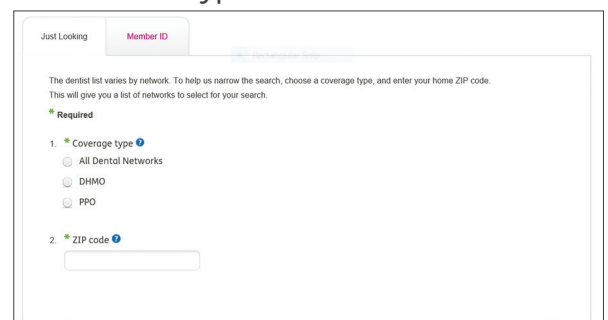 Just Looking
Member ID
The dentist list varies by network. To help us narrow the search, choose a coverage type, and enter your home ZIP code.
This will give you a list of networks to select for your search.
* Required
1. * Coverage type ?
All Dental Networks
DHMO
PPO
2. * ZIP code ?